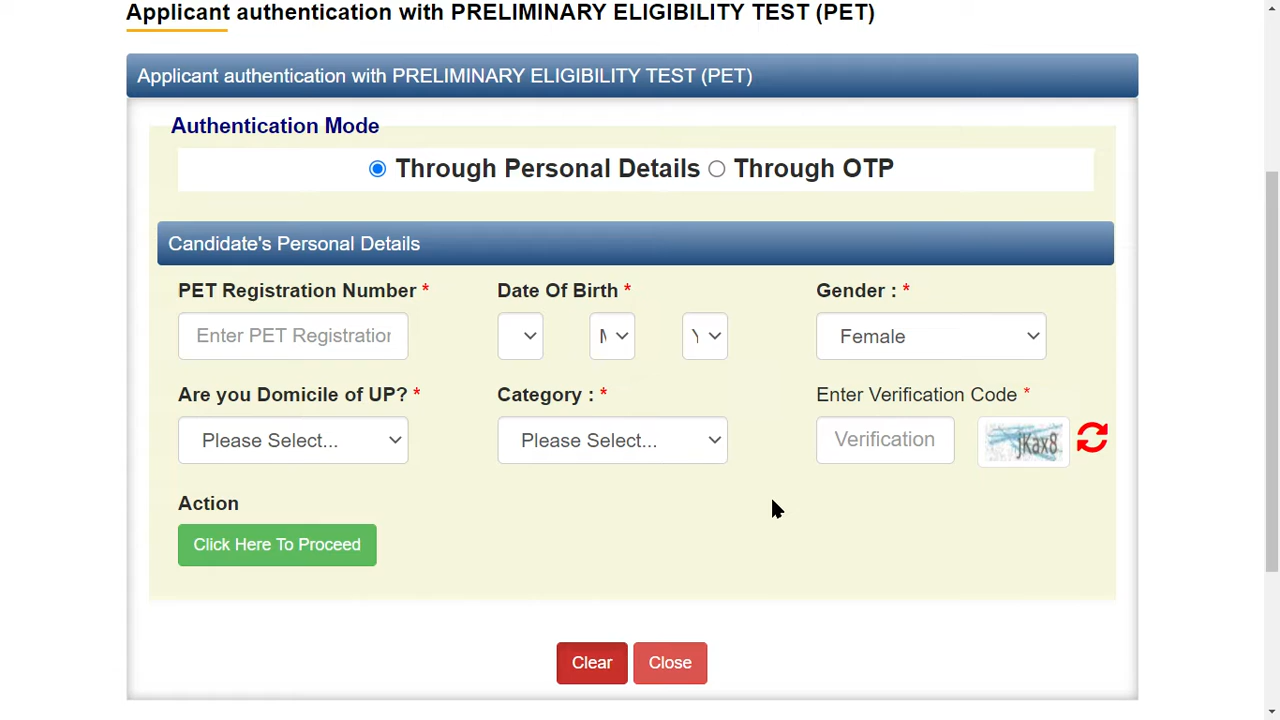 Applicant authentication with PRELIMINARY ELIGIBILITY TEST (PET)
Applicant authentication with PRELIMINARY ELIGIBILITY TEST (PET)
Authentication Mode
Through Personal Details Through OTP
Candidate's Personal Details
PET Registration Number * Date Of Birth * Gender : *
Enter PET Registration M Y Female
Are you Domicile of UP? * Category : * Enter Verification Code *
Please Select... Please Select... Verification jKax8
Action
Click Here To Proceed
Clear Close